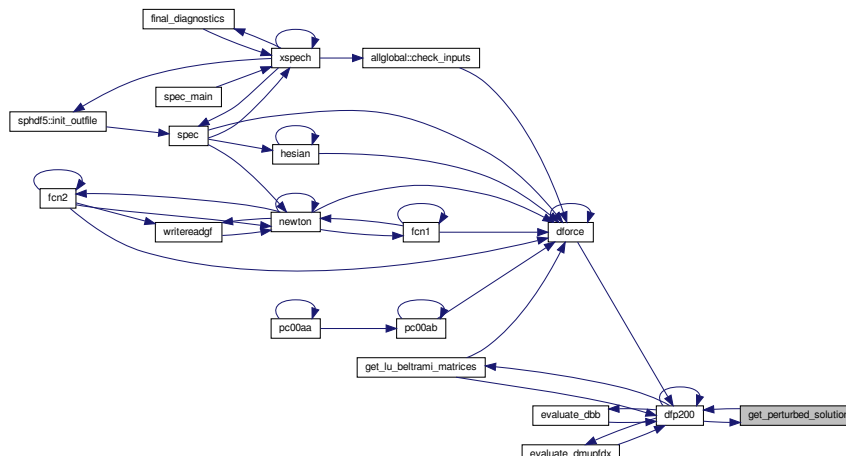 final_diagnostics
xspech
allglobal::check_inputs
spec_main
sphdf5::init_outfile
spec
hesian
fcn2
newton
writereadgf
fcn1
dforce
pc00aa
pc00ab
get_lu_beltrami_matrices
evaluate_dbb
dfp200
get_perturbed_solution
evaluate_dmupfdx